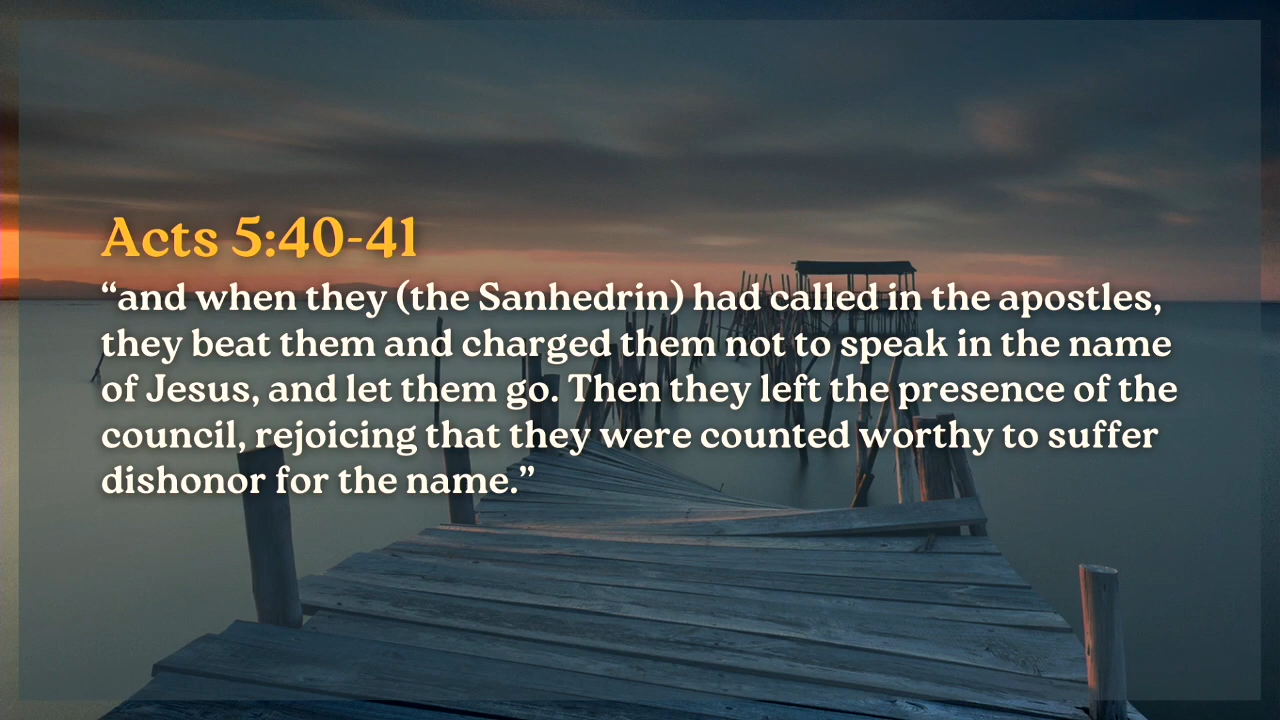 Acts 5:40-41
“and when they (the Sanhedrin) had called in the apostles,
they beat them and charged them not to speak in the name
of Jesus, and let them go. Then they left the presence of the
council, rejoicing that they were counted worthy to suffer
dishonor for the name.”